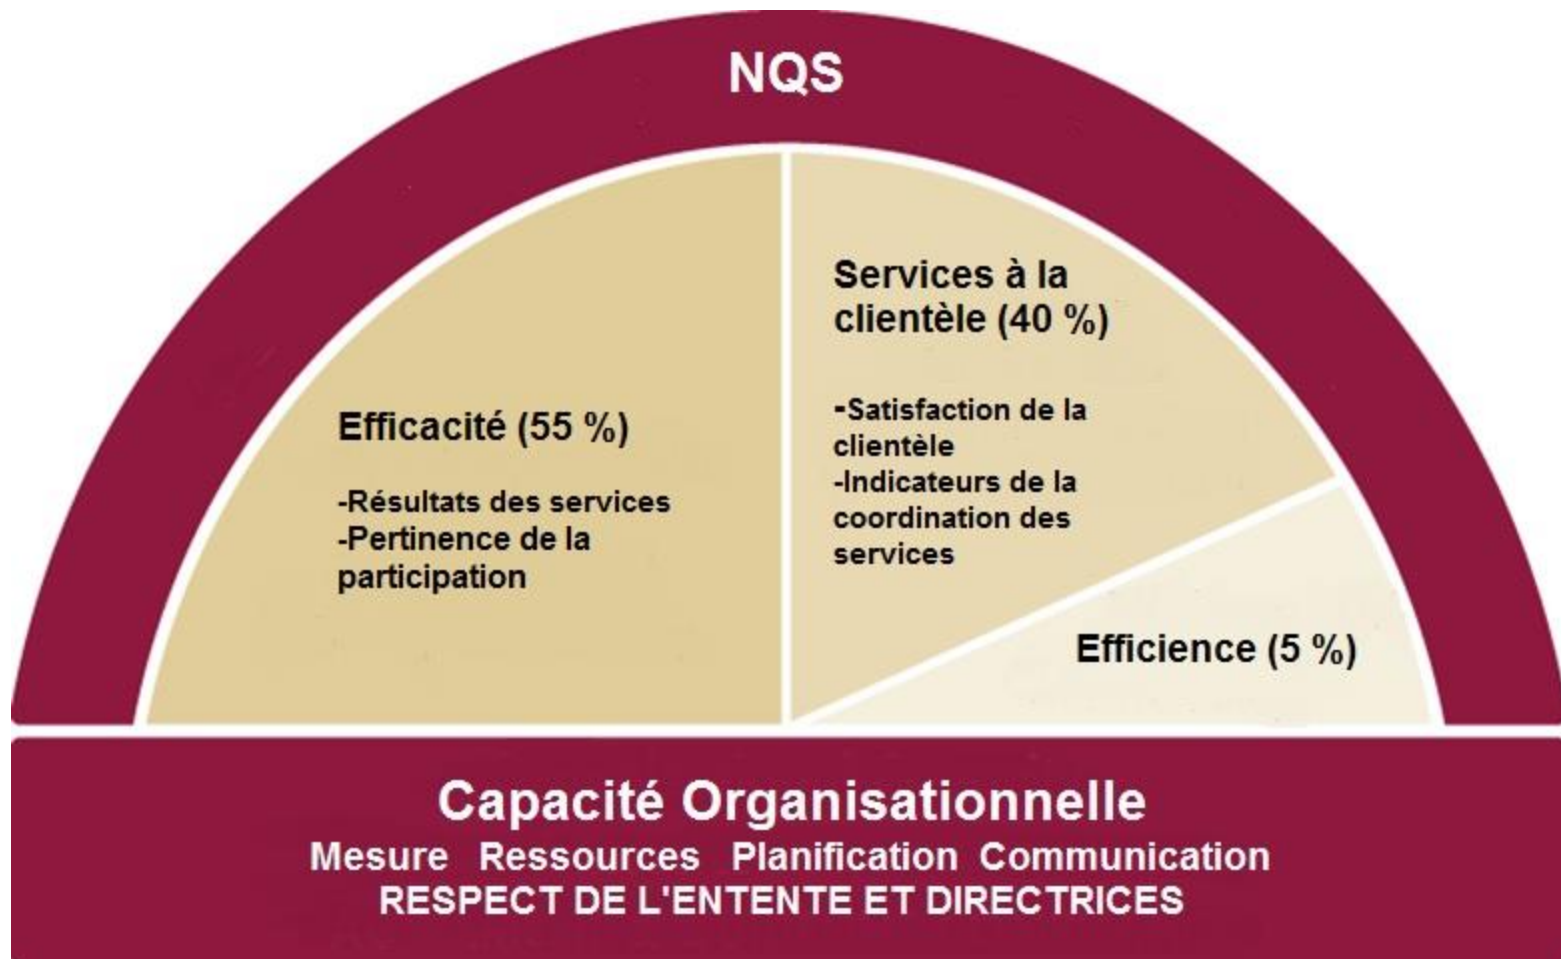 NQS
Efficacité (55 %)
-Résultats des services
-Pertinence de la
participation
Services à la
clientèle (40 %)
-Satisfaction de la
clientèle
-Indicateurs de la
coordination des
services
Efficience (5 %)
Capacité Organisationnelle
Mesure Ressources Planification Communication
RESPECT DE L'ENTENTE ET DIRECTRICES